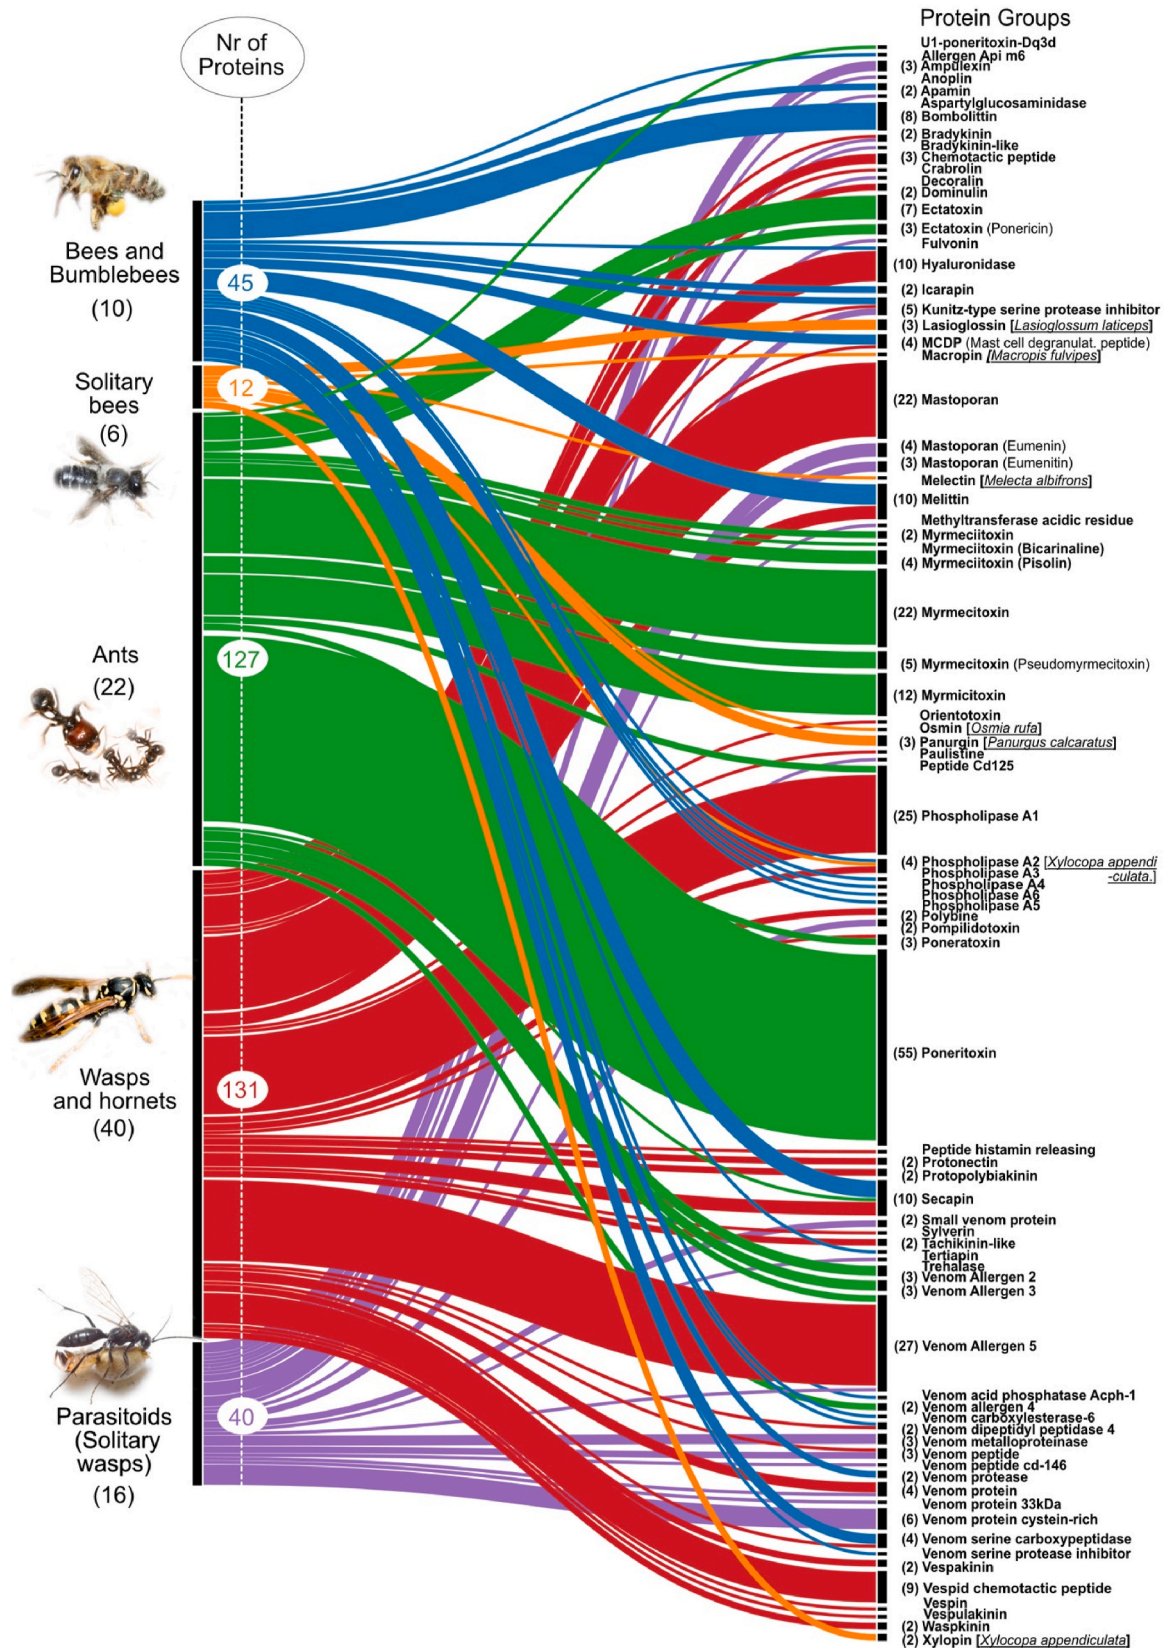 Protein Groups
Nr of
Proteins
Bees and
Bumblebees
(10)
45
Solitary
bees
(6)
12
Ants
(22)
127
Wasps
and hornets
(40)
131
Parasitoids
(Solitary
wasps)
(16)
40
U1-poneritoxin-Dq3d
Allergen Api m6
(3) Ampulexin
Anoplin
(2) Apamin
Aspartylglucosaminidase
(8) Bombolittin
(2) Bradykinin
Bradykinin-like
(3) Chemotactic peptide
Crabrolin
Decoralin
(2) Dominulin
(7) Ectatoxin
(3) Ectatoxin (Ponericin)
Fulvonin
(10) Hyaluronidase
(2) Icarapin
(5) Kunitz-type serine protease inhibitor
(3) Lasioglossin [Lasioglossum laticeps]
(4) MCDP (Mast cell degranulat. peptide)
Macropin [Macropis fulvipes]
(22) Mastoporan
(4) Mastoporan (Eumenin)
(3) Mastoporan (Eumenitin)
Melectin [Melecta albifrons]
(10) Melittin
Methyltransferase acidic residue
(2) Myrmeciitoxin
Myrmeciitoxin (Bicarinaline)
(4) Myrmeciitoxin (Pisolin)
(22) Myrmecitoxin
(5) Myrmecitoxin (Pseudomyrmecitoxin)
(12) Myrmicitoxin
Orientotoxin
Osmin [Osmia rufa]
(3) Panurgin [Panurgus calcaratus]
Paulistine
Peptide Cd125
(25) Phospholipase A1
(4) Phospholipase A2 [Xylocopa appendi
-culata.]
Phospholipase A3
Phospholipase A4
Phospholipase A6
Phospholipase A5
(2) Polybine
(2) Pompilidotoxin
(3) Poneratoxin
(55) Poneritoxin
Peptide histamin releasing
(2) Protonectin
(2) Protopolybiakinin
(10) Secapin
(2) Small venom protein
Sylverin
(2) Tachikinin-like
Tertiapin
Trehalase
(3) Venom Allergen 2
(3) Venom Allergen 3
(27) Venom Allergen 5
Venom acid phosphatase Acph-1
(2) Venom allergen 4
Venom carboxylesterase-6
(2) Venom dipeptidyl peptidase 4
(3) Venom metalloproteinase
(3) Venom peptide
Venom peptide cd-146
(2) Venom protease
(4) Venom protein
Venom protein 33kDa
(6) Venom protein cystein-rich
(4) Venom serine carboxypeptidase
Venom serine protease inhibitor
(2) Vespakinin
(9) Vespid chemotactic peptide
Vespin
Vespulakinin
(2) Waspkinin
(2) Xylopin [Xylocopa appendiculata]